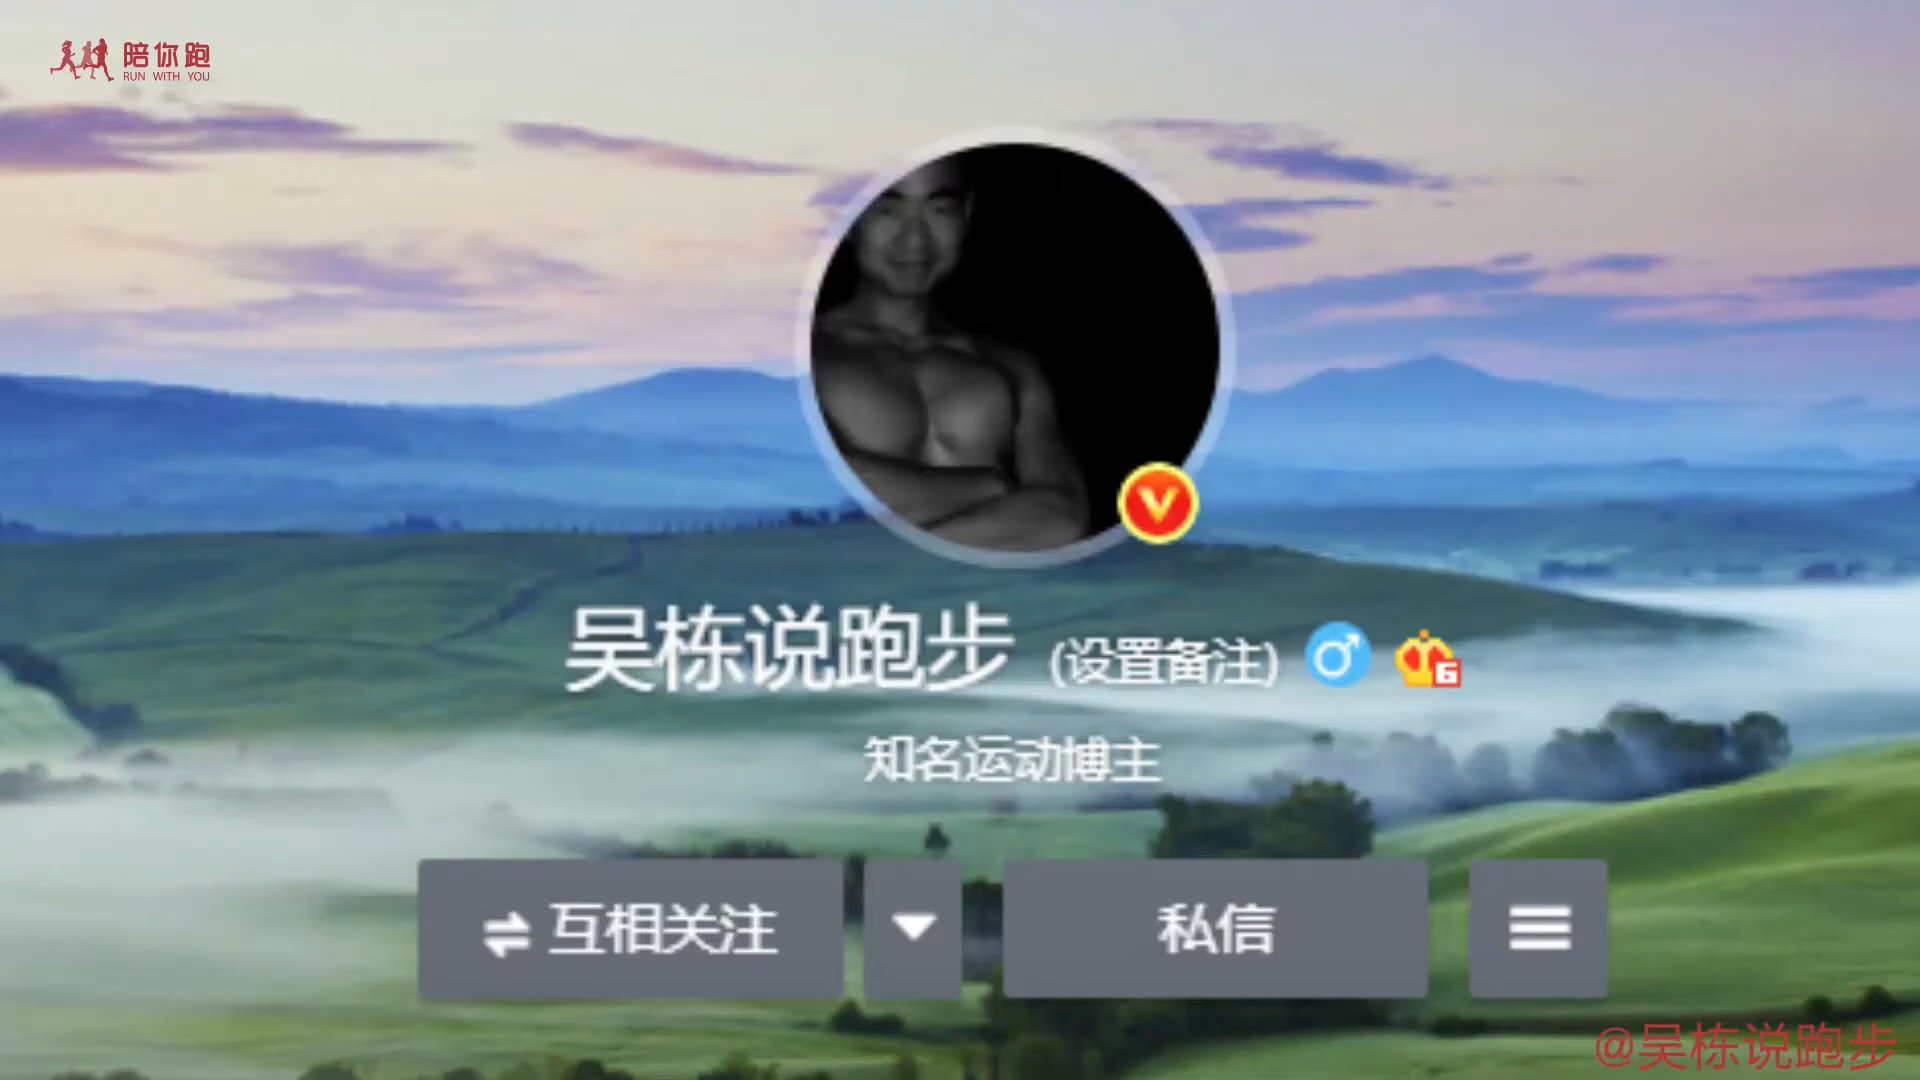 陪你跑
RUN WITH YOU
V
吴栋说跑步 (设置备注) 6
知名运动博主
互相关注 私信
@吴栋说跑步